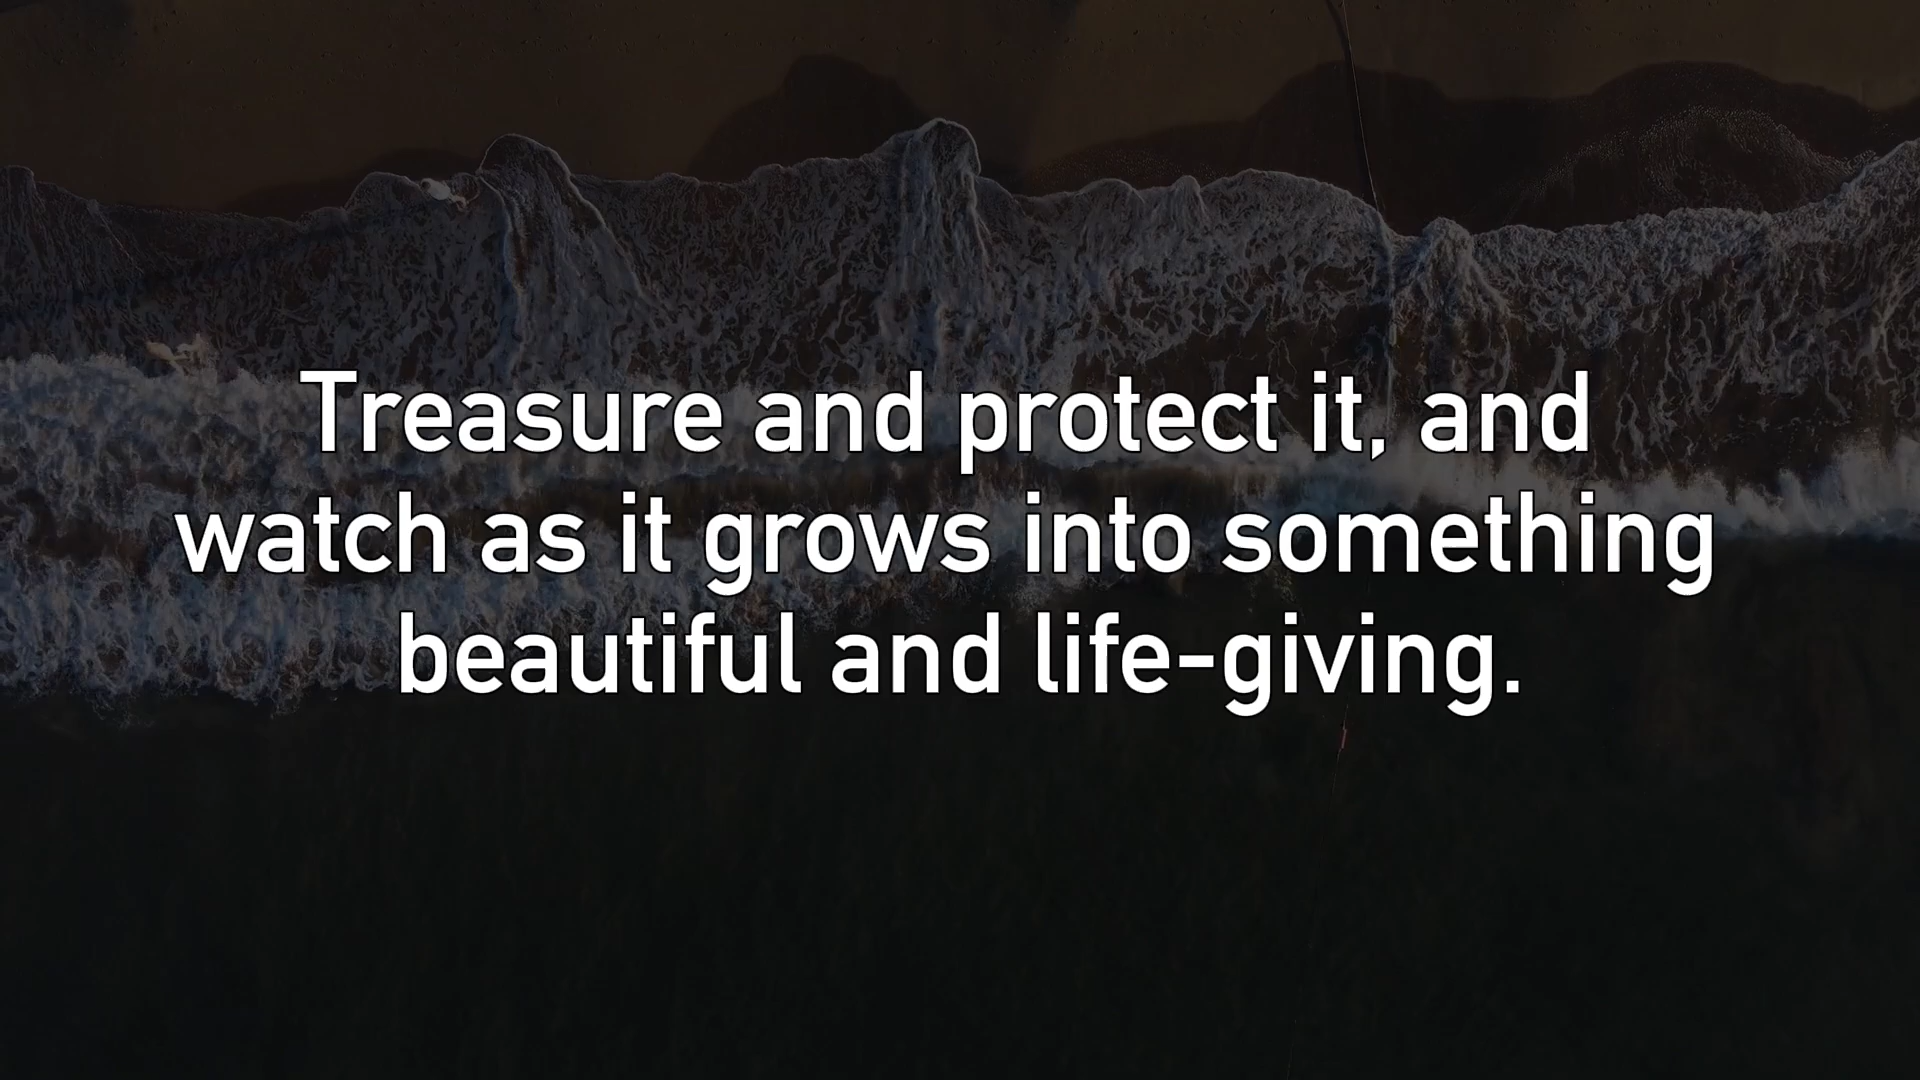 Treasure and protect it, and
watch as it grows into something
beautiful and life-giving.